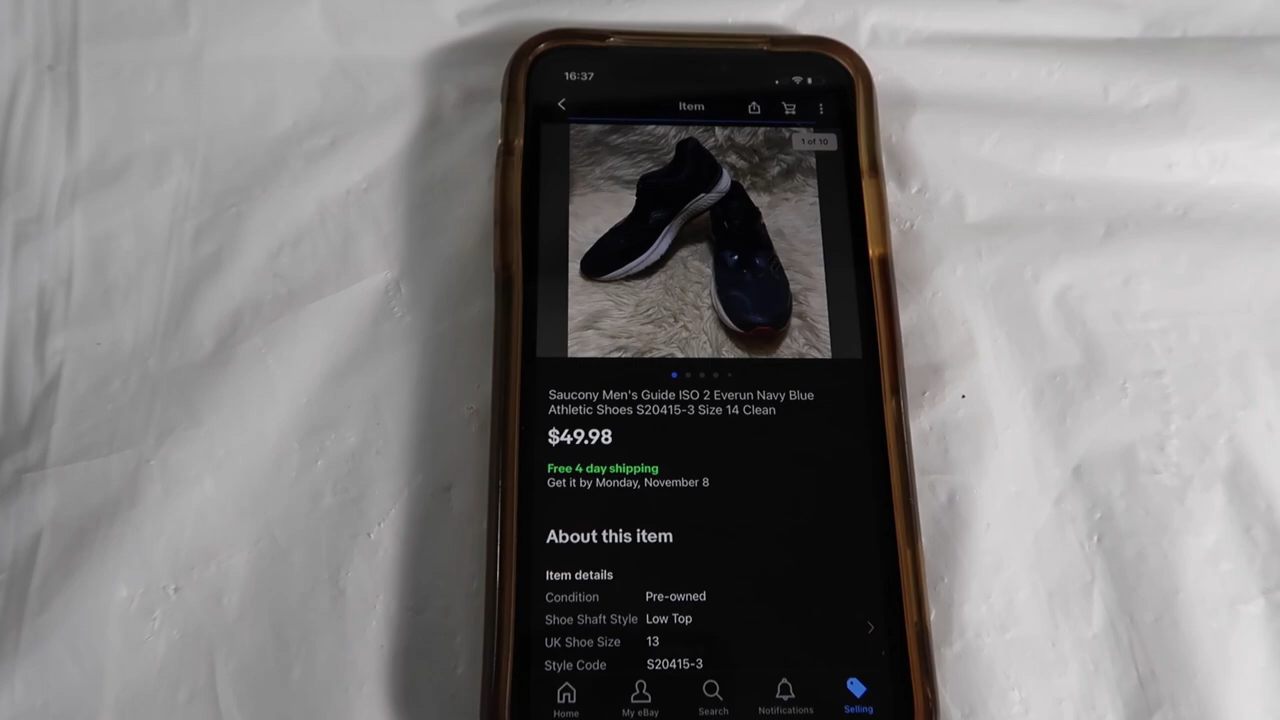 16:37
Item
1 of 10
Saucony Men's Guide ISO 2 Everun Navy Blue
Athletic Shoes S20415-3 Size 14 Clean
$49.98
Free 4 day shipping
Get it by Monday, November 8
About this item
Item details
Condition Pre-owned
Shoe Shaft Style Low Top
UK Shoe Size 13
Style Code S20415-3
Home My eBay Search Notifications Selling